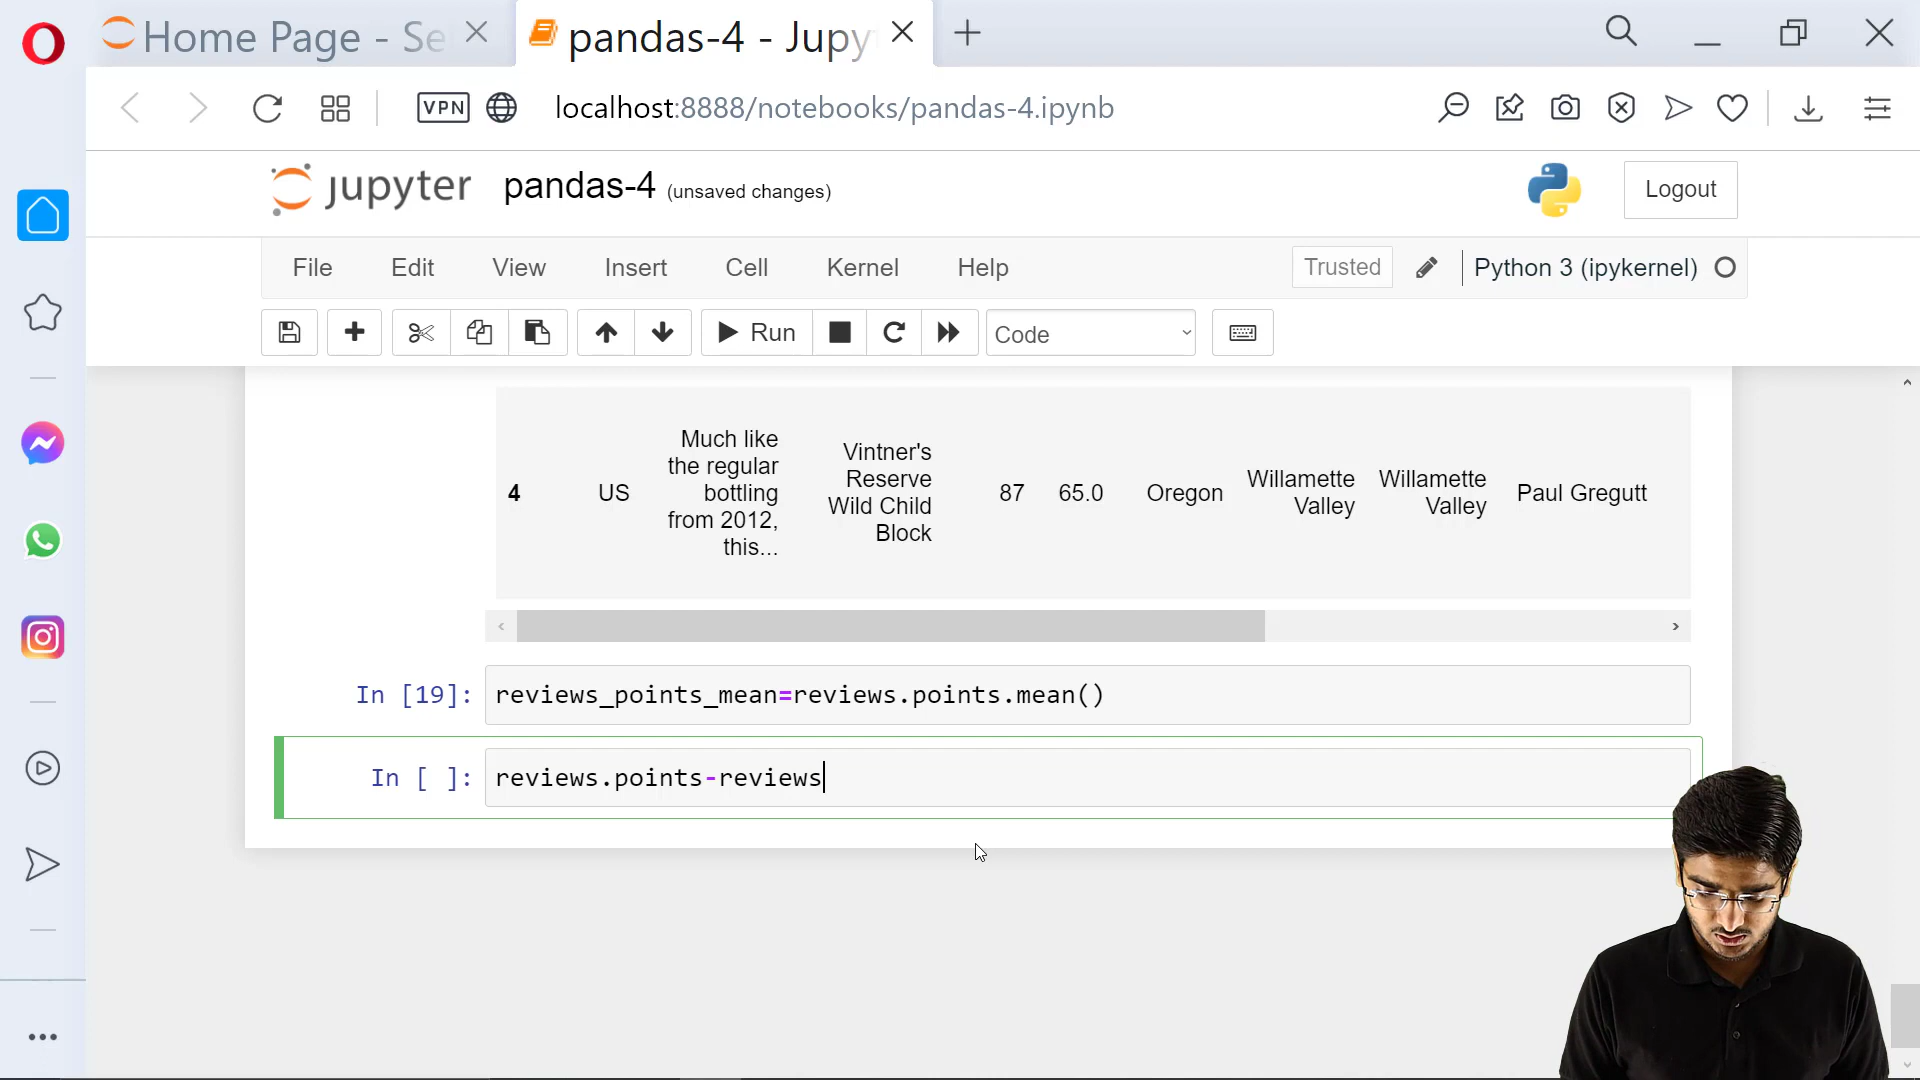 Home Page - Se
pandas-4 - Jupy
VPN
localhost:8888/notebooks/pandas-4.ipynb
jupyter
pandas-4 (unsaved changes)
Logout
File Edit View Insert Cell Kernel Help
Trusted
Python 3 (ipykernel)
Run
Code
4
US
Much like
the regular
bottling
from 2012,
this...
Vintner's
Reserve
Wild Child
Block
87
65.0
Oregon
Willamette
Valley
Willamette
Valley
Paul Gregutt
In [19]: reviews_points_mean=reviews.points.mean()
In [ ]: reviews.points-reviews